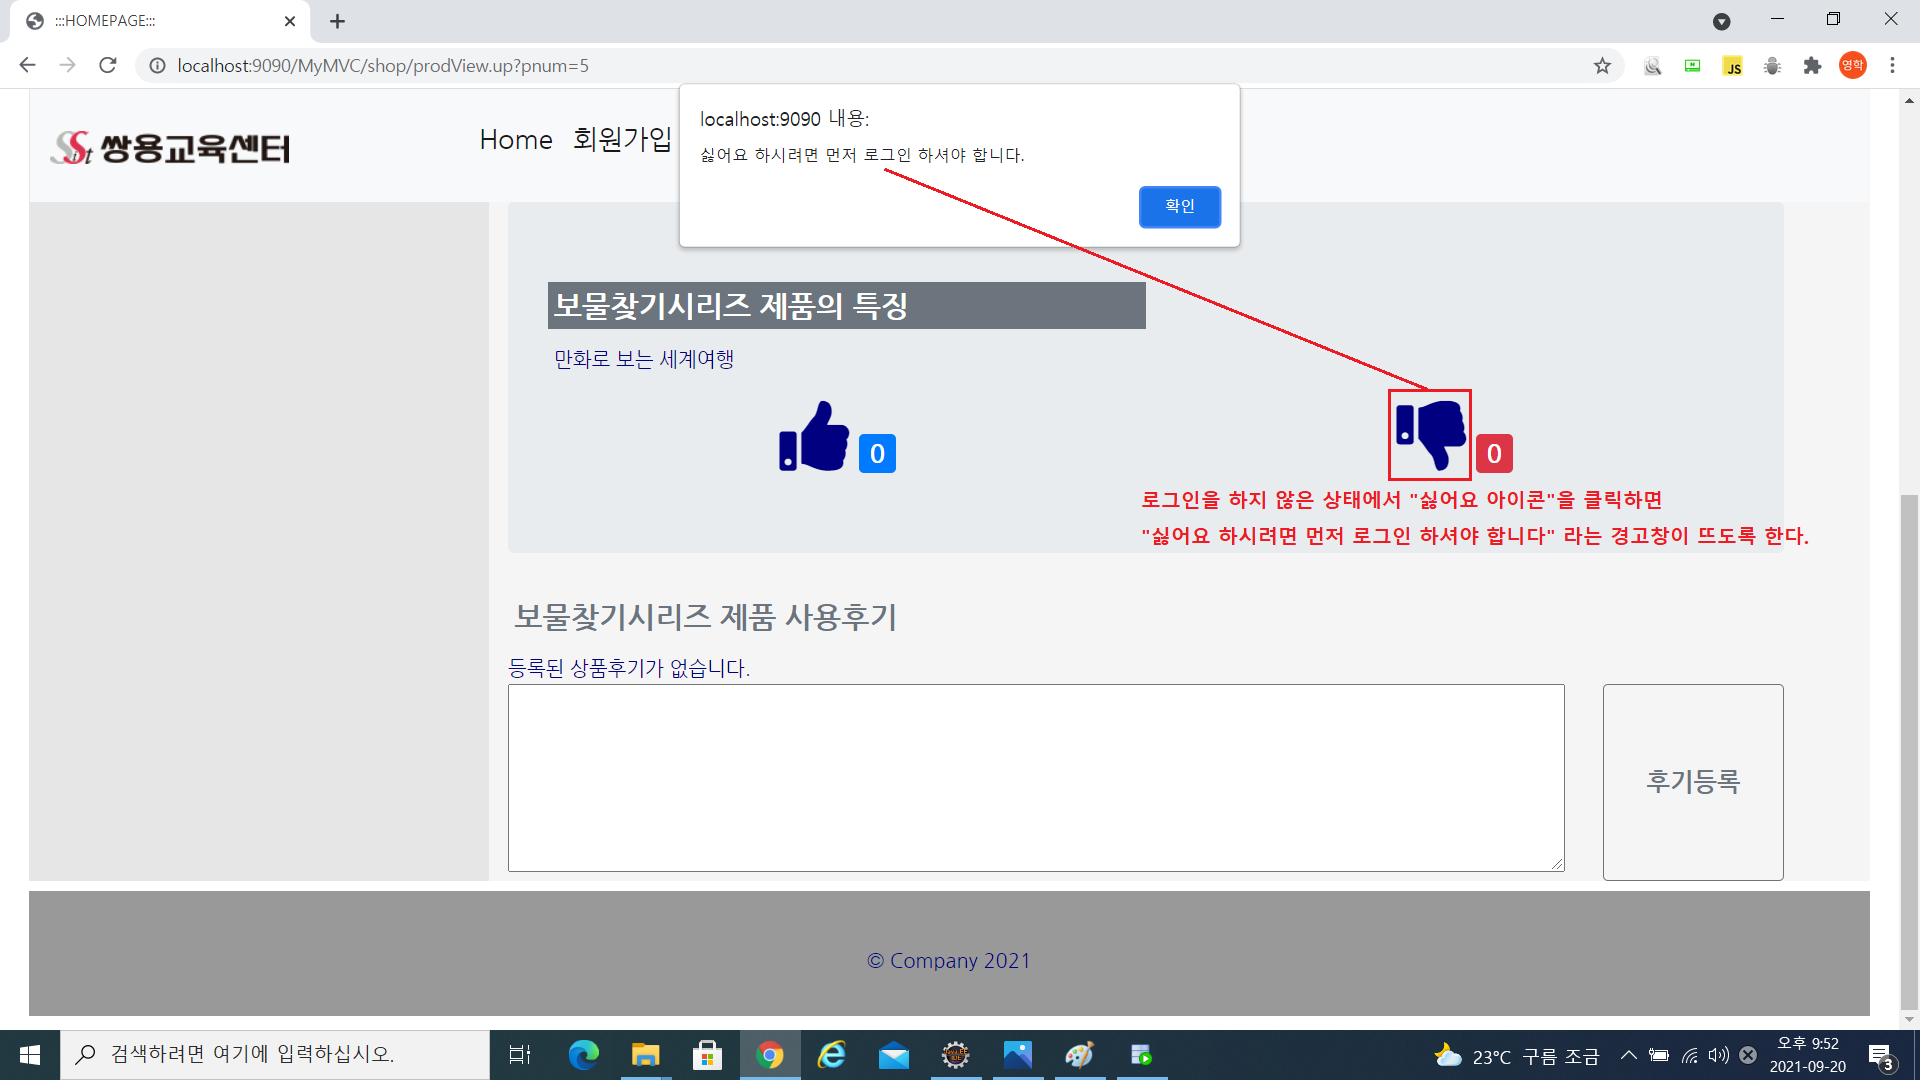 :::HOMEPAGE:::
localhost:9090/MyMVC/shop/prodView.up?pnum=5
JS
영학
SSt 쌍용교육센터
Home 회원가입
localhost:9090 내용:
싫어요 하시려면 먼저 로그인 하셔야 합니다.
확인
보물찾기시리즈 제품의 특징
만화로 보는 세계여행
0
0
로그인을 하지 않은 상태에서 "싫어요 아이콘"을 클릭하면
"싫어요 하시려면 먼저 로그인 하셔야 합니다" 라는 경고창이 뜨도록 한다.
보물찾기시리즈 제품 사용후기
등록된 상품후기가 없습니다.
후기등록
© Company 2021
검색하려면 여기에 입력하십시오.
23°C 구름 조금
오후 9:52
2021-09-20
3